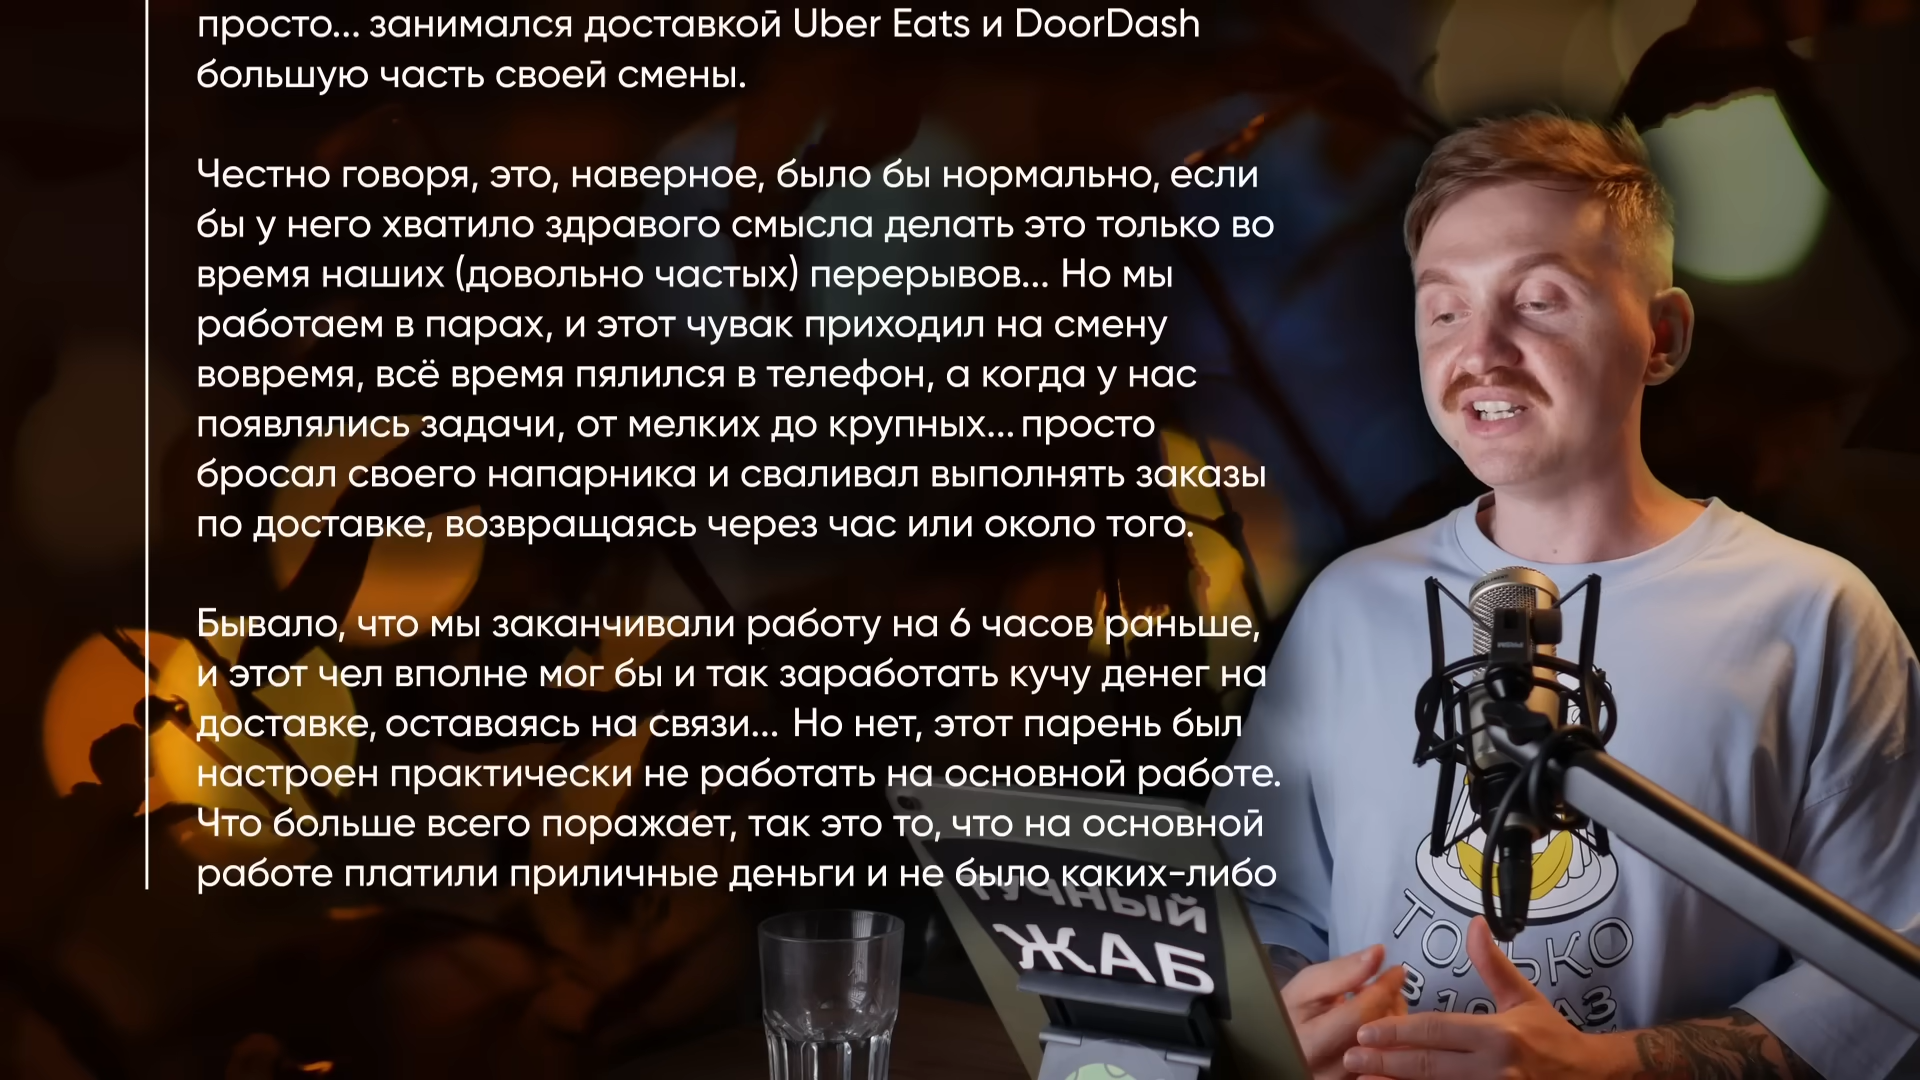 просто... занимался доставкой Uber Eats и DoorDash
большую часть своей смены.
Честно говоря, это, наверное, было бы нормально, если
бы у него хватило здравого смысла делать это только во
время наших (довольно частых) перерывов... Но мы
работаем в парах, и этот чувак приходил на смену
вовремя, всё время пялился в телефон, а когда у нас
появлялись задачи, от мелких до крупных... просто
бросал своего напарника и сваливал выполнять заказы
по доставке, возвращаясь через час или около того.
Бывало, что мы заканчивали работу на 6 часов раньше,
и этот чел вполне мог бы и так заработать кучу денег на
доставке, оставаясь на связи... Но нет, этот парень был
настроен практически не работать на основной работе.
Что больше всего поражает, так это то, что на основной
работе платили приличные деньги и не было каких-либо
ЖАБ
ТОЛЬКО
В 10 РАЗ